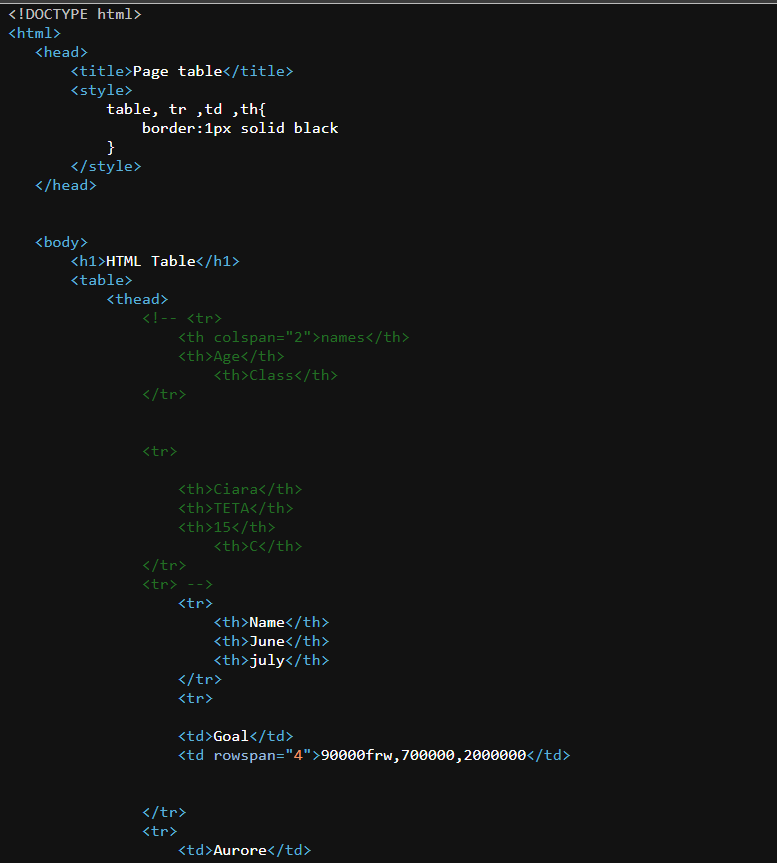 <!DOCTYPE html>
<html>
<head>
<title>Page table</title>
<style>
table, tr ,td ,th{
border:1px solid black
}
</style>
</head>
<body>
<h1>HTML Table</h1>
<table>
<thead>
<!-- <tr>
<th colspan="2">names</th>
<th>Age</th>
<th>Class</th>
</tr>
<tr>
<th>Ciara</th>
<th>TETA</th>
<th>15</th>
<th>C</th>
</tr>
<tr> -->
<tr>
<th>Name</th>
<th>June</th>
<th>july</th>
</tr>
<tr>
<td>Goal</td>
<td rowspan="4">90000frw,700000,2000000</td>
</tr>
<tr>
<td>Aurore</td>